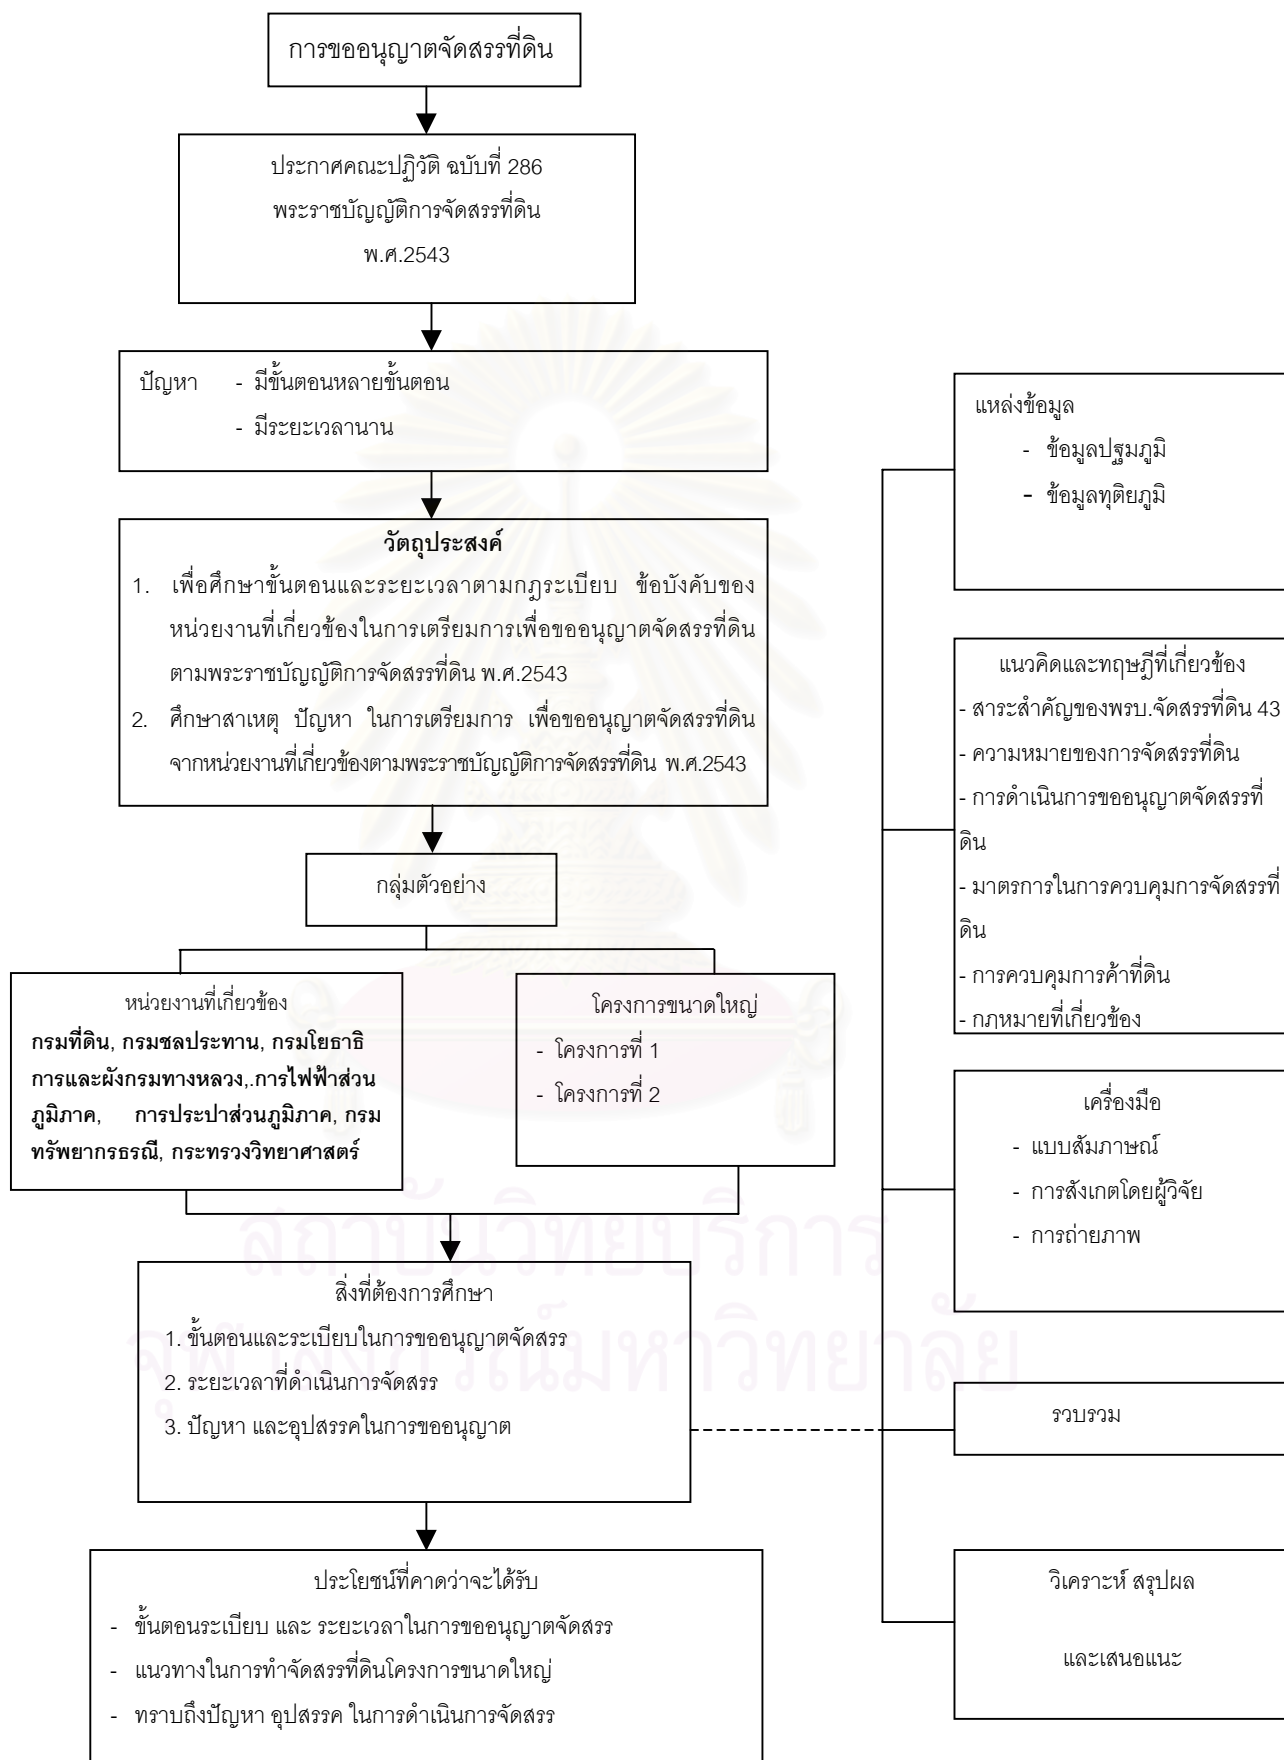 การขออนุญาตจัดสรรที่ดิน
ประกาศคณะปฏิวัติ ฉบับที่ 286
พระราชบัญญัติการจัดสรรที่ดิน
พ.ศ.2543
ปัญหา - มีขั้นตอนหลายขั้นตอน
- มีระยะเวลานาน
วัตถุประสงค์
1. เพื่อศึกษาขั้นตอนและระยะเวลาตามกฎระเบียบ ข้อบังคับของ
หน่วยงานที่เกี่ยวข้องในการเตรียมการเพื่อขออนุญาตจัดสรรที่ดิน
ตามพระราชบัญญัติการจัดสรรที่ดิน พ.ศ.2543
2. ศึกษาสาเหตุ ปัญหา ในการเตรียมการ เพื่อขออนุญาตจัดสรรที่ดิน
จากหน่วยงานที่เกี่ยวข้องตามพระราชบัญญัติการจัดสรรที่ดิน พ.ศ.2543
กลุ่มตัวอย่าง
หน่วยงานที่เกี่ยวข้อง
กรมที่ดิน, กรมชลประทาน, กรมโยธาธิ
การและผังกรมทางหลวง,.การไฟฟ้าส่วน
ภูมิภาค, การประปาส่วนภูมิภาค, กรม
ทรัพยากรธรณี, กระทรวงวิทยาศาสตร์
โครงการขนาดใหญ่
- โครงการที่ 1
- โครงการที่ 2
สิ่งที่ต้องการศึกษา
1. ขั้นตอนและระเบียบในการขออนุญาตจัดสรร
2. ระยะเวลาที่ดำเนินการจัดสรร
3. ปัญหา และอุปสรรคในการขออนุญาต
ประโยชน์ที่คาดว่าจะได้รับ
- ขั้นตอนระเบียบ และ ระยะเวลาในการขออนุญาตจัดสรร
- แนวทางในการทำจัดสรรที่ดินโครงการขนาดใหญ่
- ทราบถึงปัญหา อุปสรรค ในการดำเนินการจัดสรร
แหล่งข้อมูล
- ข้อมูลปฐมภูมิ
- ข้อมูลทุติยภูมิ
แนวคิดและทฤษฎีที่เกี่ยวข้อง
- สาระสำคัญของพรบ.จัดสรรที่ดิน 43
- ความหมายของการจัดสรรที่ดิน
- การดำเนินการขออนุญาตจัดสรรที่
ดิน
- มาตรการในการควบคุมการจัดสรรที่
ดิน
- การควบคุมการค้าที่ดิน
- กฎหมายที่เกี่ยวข้อง
เครื่องมือ
- แบบสัมภาษณ์
- การสังเกตโดยผู้วิจัย
- การถ่ายภาพ
รวบรวม
วิเคราะห์ สรุปผล
และเสนอแนะ
สถาบันวิทยบริการ
จุฬาลงกรณ์มหาวิทยาลัย